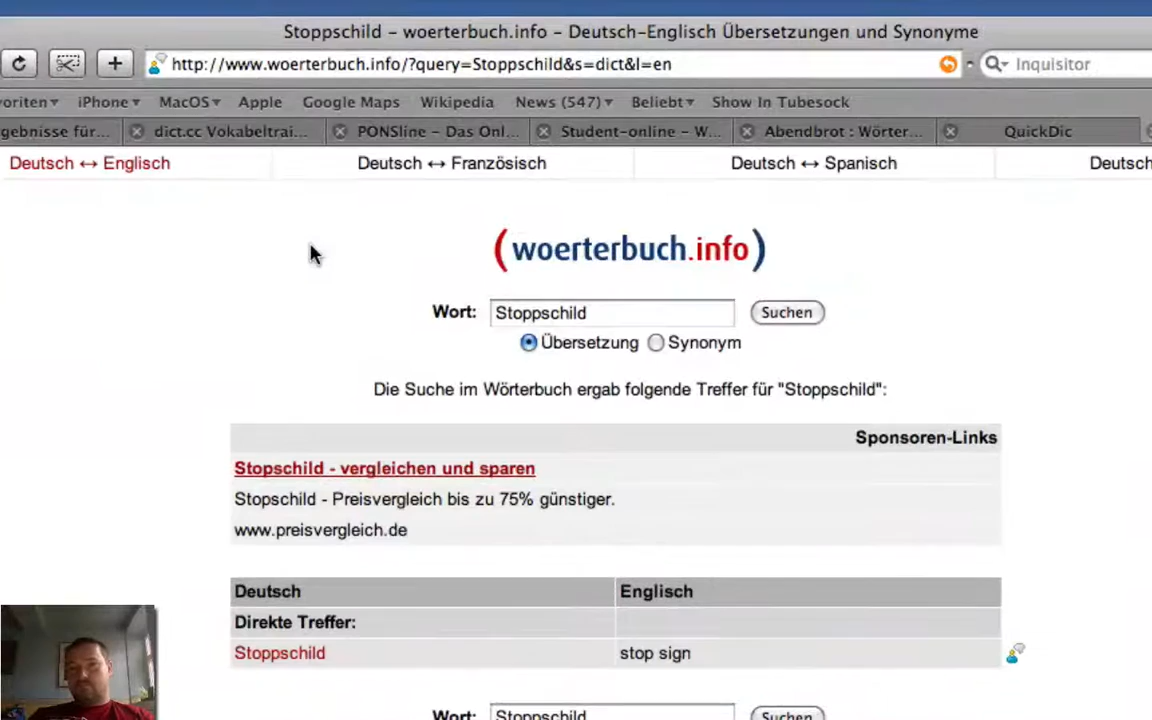 Stoppschild – woerterbuch.info – Deutsch-Englisch Übersetzungen und Synonyme
http://www.woerterbuch.info/?query=Stoppschild&s=dict&l=en
Inquisitor
voriten iPhone MacOS Apple Google Maps Wikipedia News (547) Beliebt Show In Tubesock
gebnisse für... dict.cc Vokabeltrai... PONSline – Das Onl... Student-online – W... Abendbrot : Wörter... QuickDic
Deutsch ↔ Englisch Deutsch ↔ Französisch Deutsch ↔ Spanisch Deutsch
(woerterbuch.info)
Wort: Stoppschild Suchen
Übersetzung Synonym
Die Suche im Wörterbuch ergab folgende Treffer für "Stoppschild":
Sponsoren-Links
Stopschild - vergleichen und sparen
Stopschild - Preisvergleich bis zu 75% günstiger.
www.preisvergleich.de
Deutsch Englisch
Direkte Treffer:
Stoppschild stop sign
Wort: Stoppschild Suchen